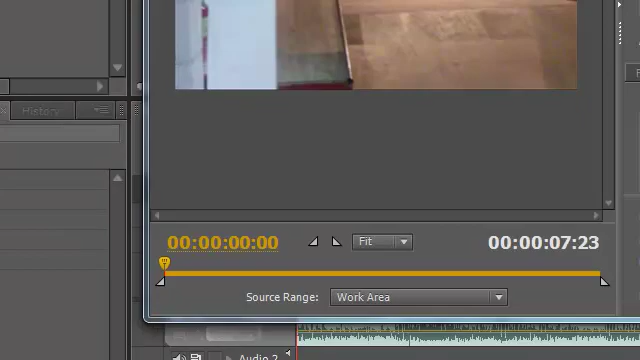 History
00:00:00:00
Fit
00:00:07:23
Source Range:
Work Area
Audio 2